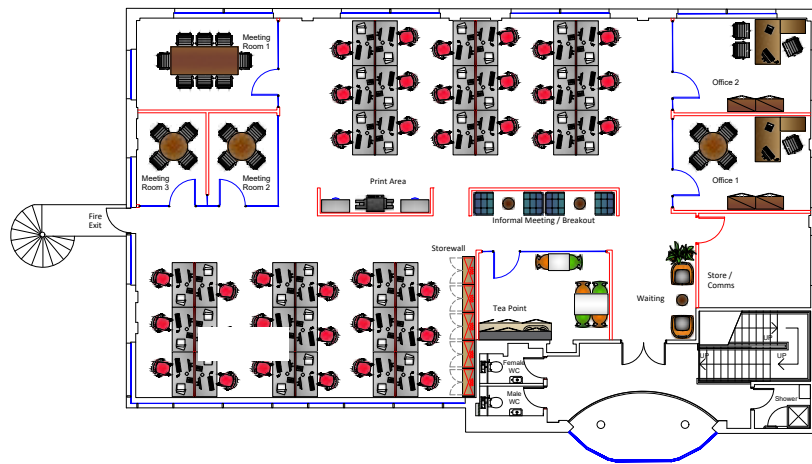 Meeting
Room 1
Office 2
Meeting
Room 3
Meeting
Room 2
Print Area
Office 1
Fire
Exit
Informal Meeting / Breakout
Storewall
Store /
Comms
Waiting
Tea Point
UP
UP
UP
Female
WC
Male
WC
Shower